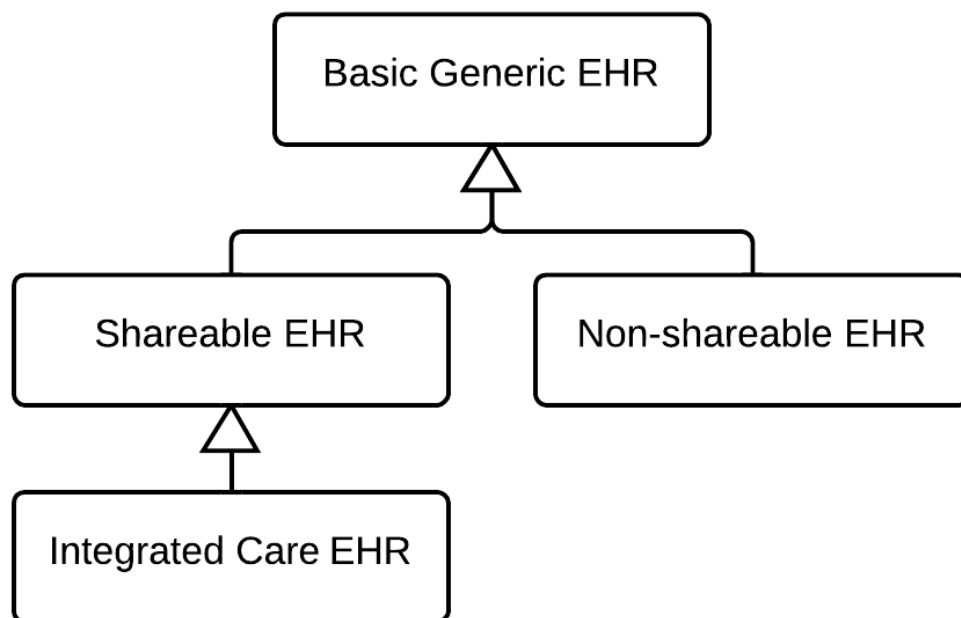 Basic Generic EHR
Shareable EHR
Non-shareable EHR
Integrated Care EHR